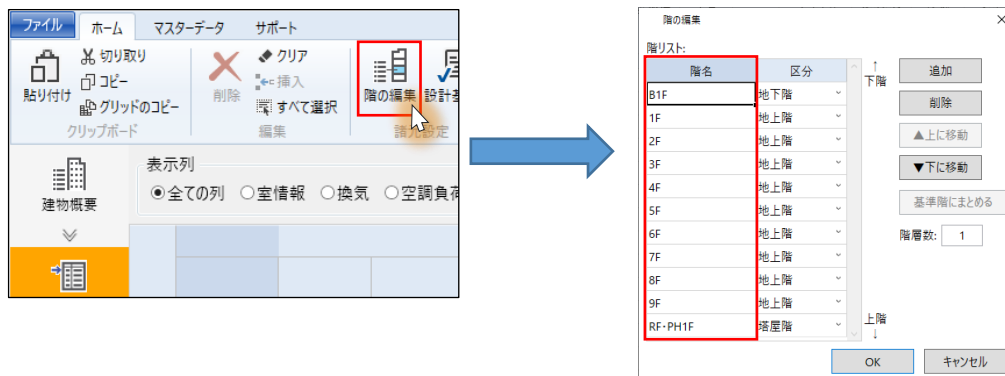 ファイル ホーム マスターデータ サポート
貼り付け
切り取り
コピー
グリッドのコピー
クリップボード
削除
クリア
挿入
すべて選択
編集
階の編集
諸元設定
建物概要
表示列
全ての列 室情報 換気 空調負荷
階の編集
階リスト:
階名 区分
B1F 地下階
1F 地上階
2F 地上階
3F 地上階
4F 地上階
5F 地上階
6F 地上階
7F 地上階
8F 地上階
9F 地上階
RF・PH1F 塔屋階
↑
下階
上階
↓
追加
削除
▲上に移動
▼下に移動
基準階にまとめる
階層数: 1
OK キャンセル